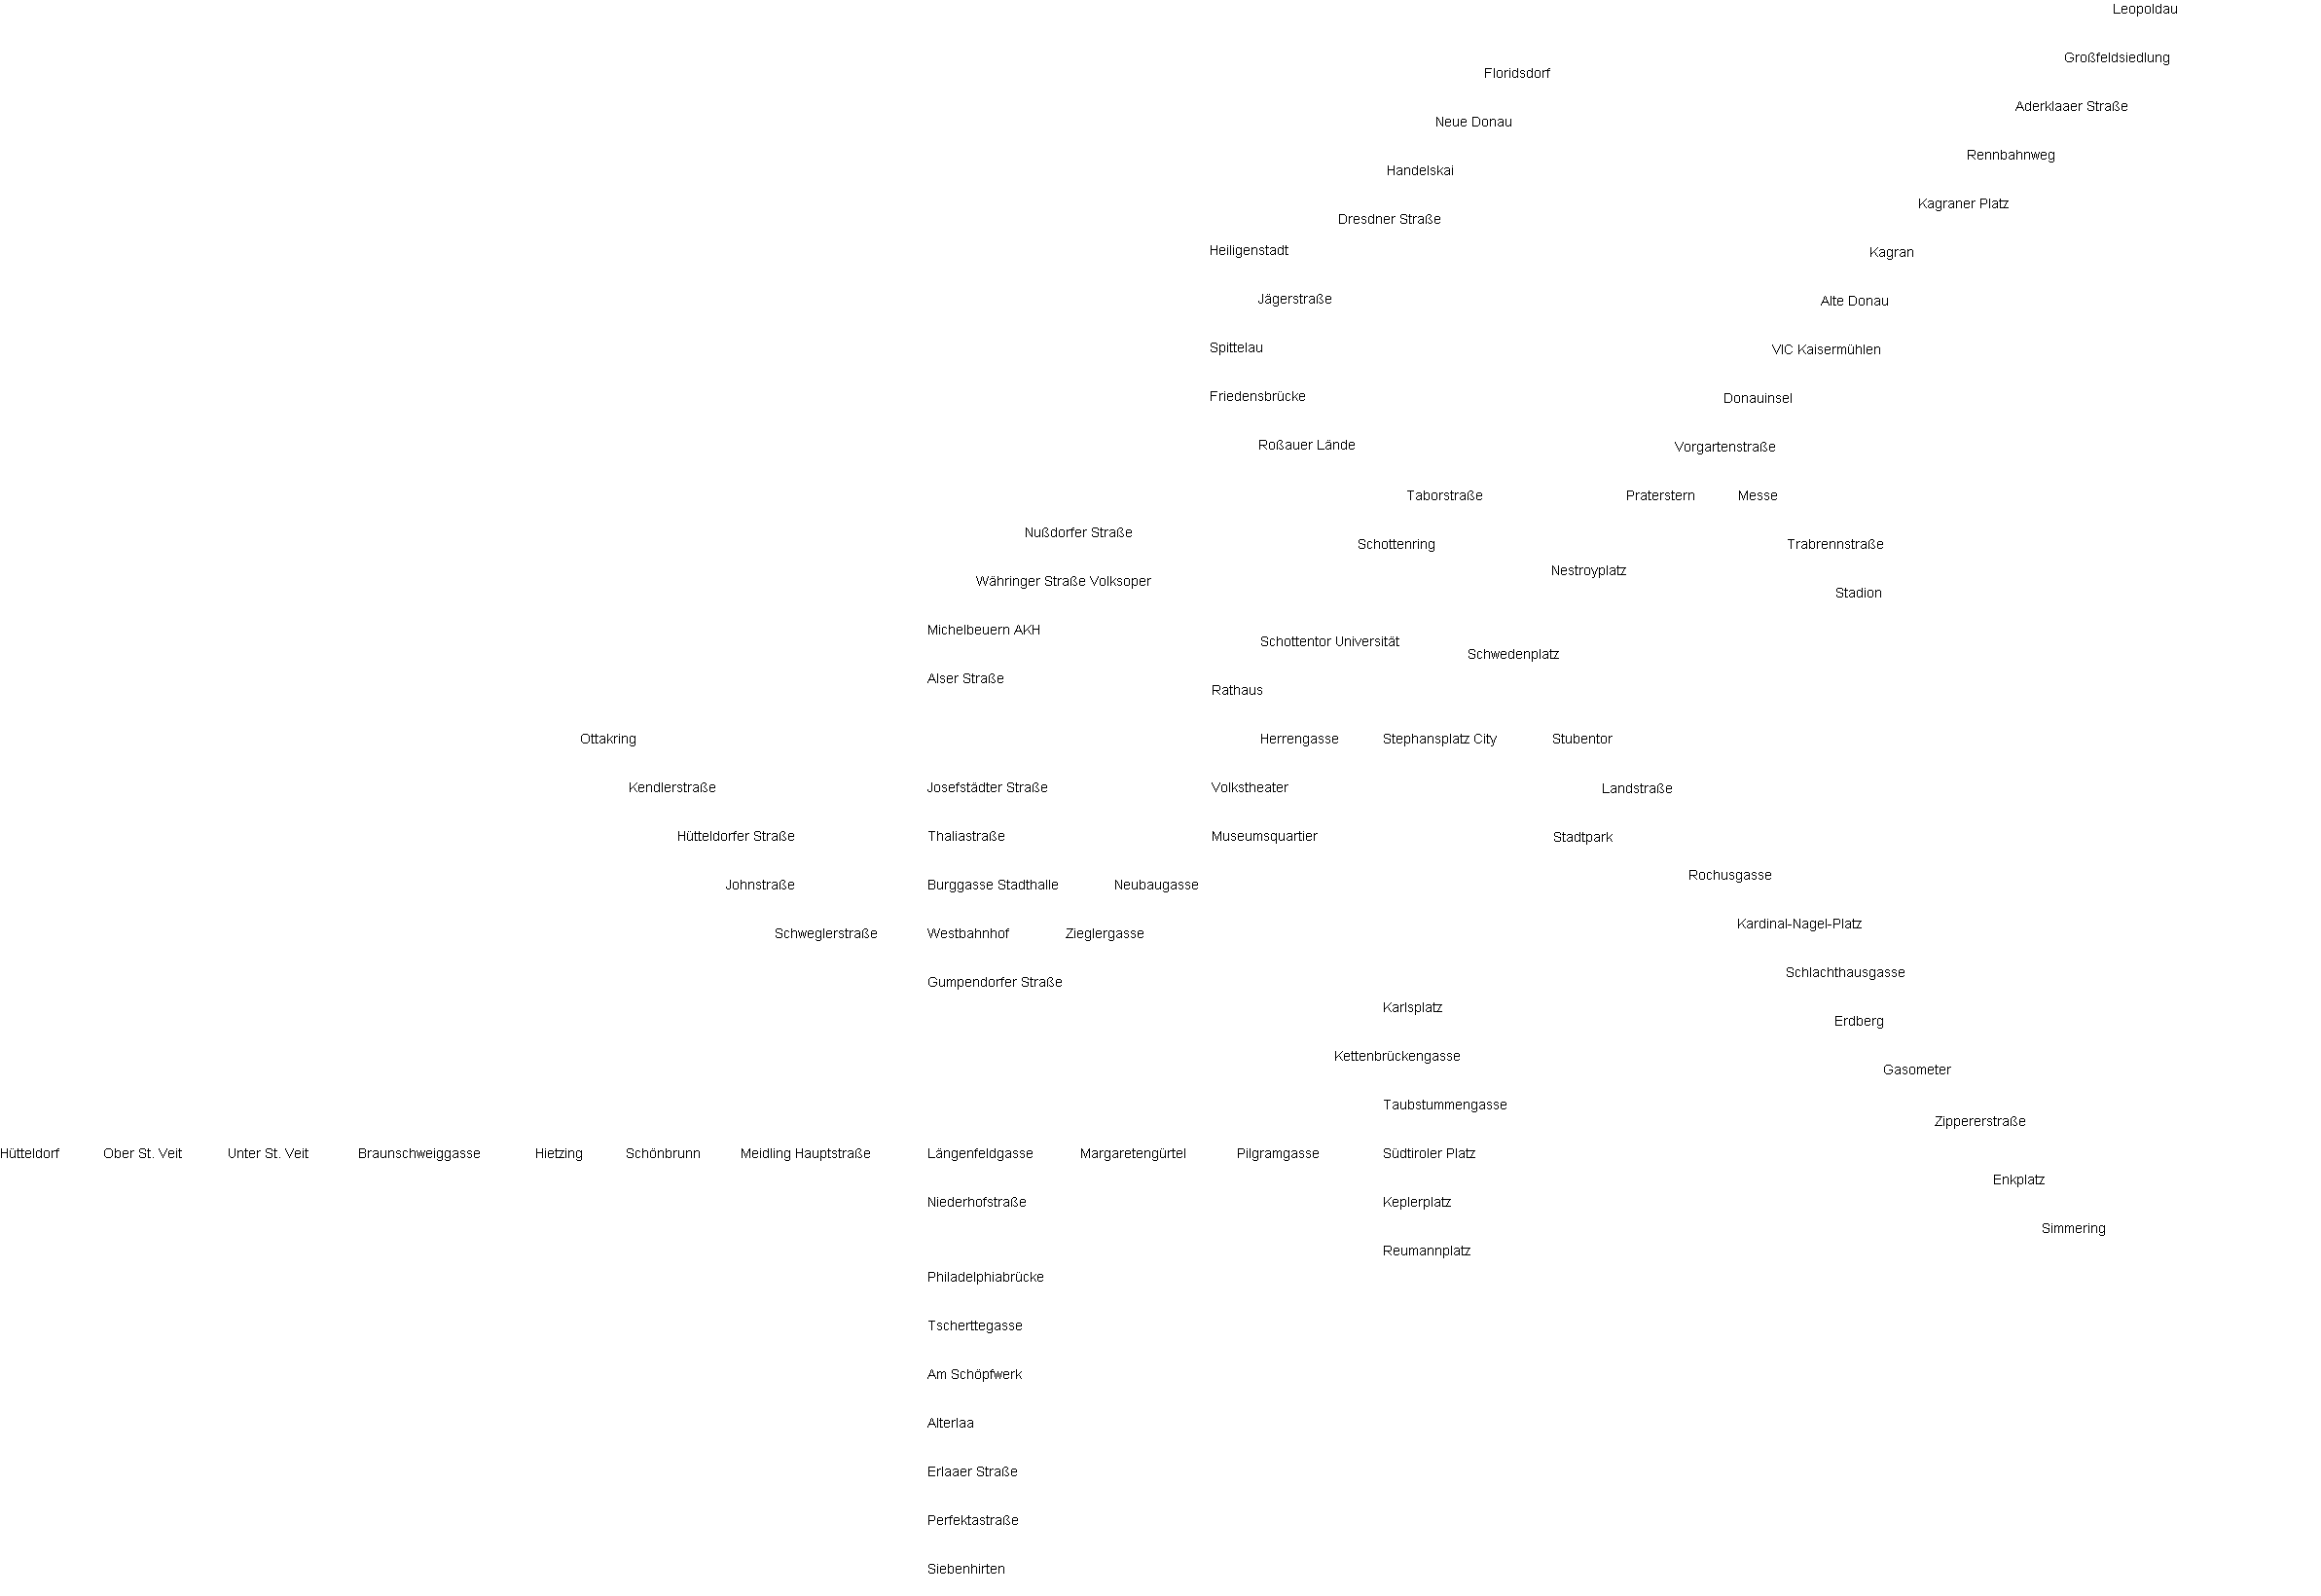 Leopoldau
Großfeldsiedlung
Floridsdorf
Aderklaaer Straße
Neue Donau
Rennbahnweg
Handelskai
Kagraner Platz
Dresdner Straße
Heiligenstadt
Kagran
Jägerstraße
Alte Donau
Spittelau
VIC Kaisermühlen
Friedensbrücke
Donauinsel
Roßauer Lände
Vorgartenstraße
Taborstraße
Praterstern
Messe
Nußdorfer Straße
Schottenring
Trabrennstraße
Nestroyplatz
Währinger Straße Volksoper
Stadion
Michelbeuern AKH
Schottentor Universität
Schwedenplatz
Alser Straße
Rathaus
Ottakring
Herrengasse
Stephansplatz City
Stubentor
Kendlerstraße
Josefstädter Straße
Volkstheater
Landstraße
Hütteldorfer Straße
Thaliastraße
Museumsquartier
Stadtpark
Rochusgasse
Johnstraße
Burggasse Stadthalle
Neubaugasse
Kardinal-Nagel-Platz
Schweglerstraße
Westbahnhof
Zieglergasse
Schlachthausgasse
Gumpendorfer Straße
Karlsplatz
Erdberg
Kettenbrückengasse
Gasometer
Taubstummengasse
Zippererstraße
Hütteldorf
Ober St. Veit
Unter St. Veit
Braunschweiggasse
Hietzing
Schönbrunn
Meidling Hauptstraße
Längenfeldgasse
Margaretengürtel
Pilgramgasse
Südtiroler Platz
Enkplatz
Niederhofstraße
Keplerplatz
Simmering
Reumannplatz
Philadelphiabrücke
Tscherttegasse
Am Schöpfwerk
Alterlaa
Erlaaer Straße
Perfektastraße
Siebenhirten